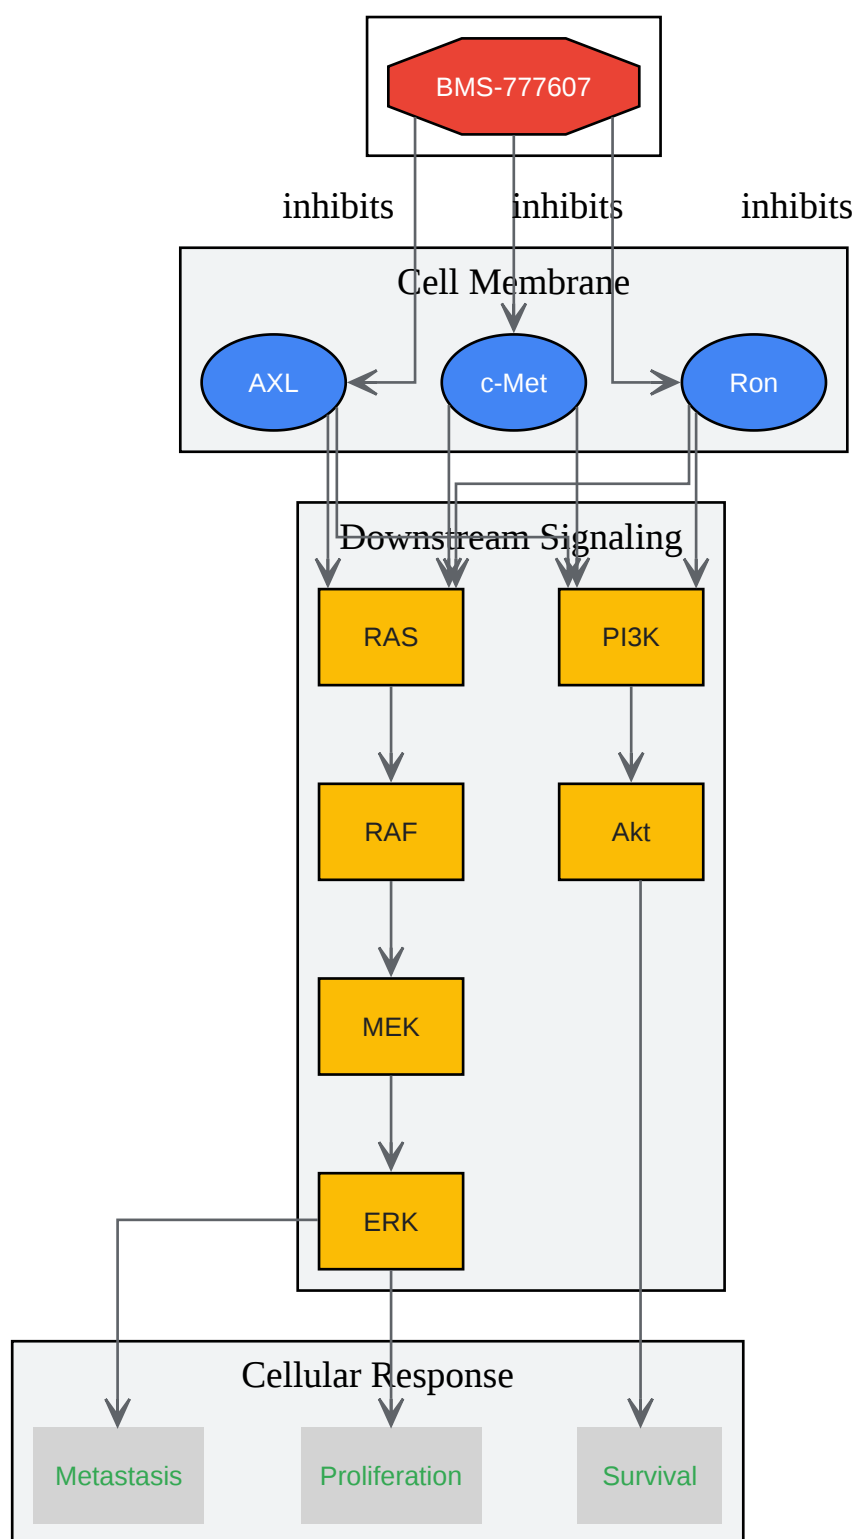 BMS-777607
inhibits
inhibits
inhibits
Cell Membrane
AXL
c-Met
Ron
Downstream Signaling
RAS
PI3K
RAF
Akt
MEK
ERK
Cellular Response
Metastasis
Proliferation
Survival